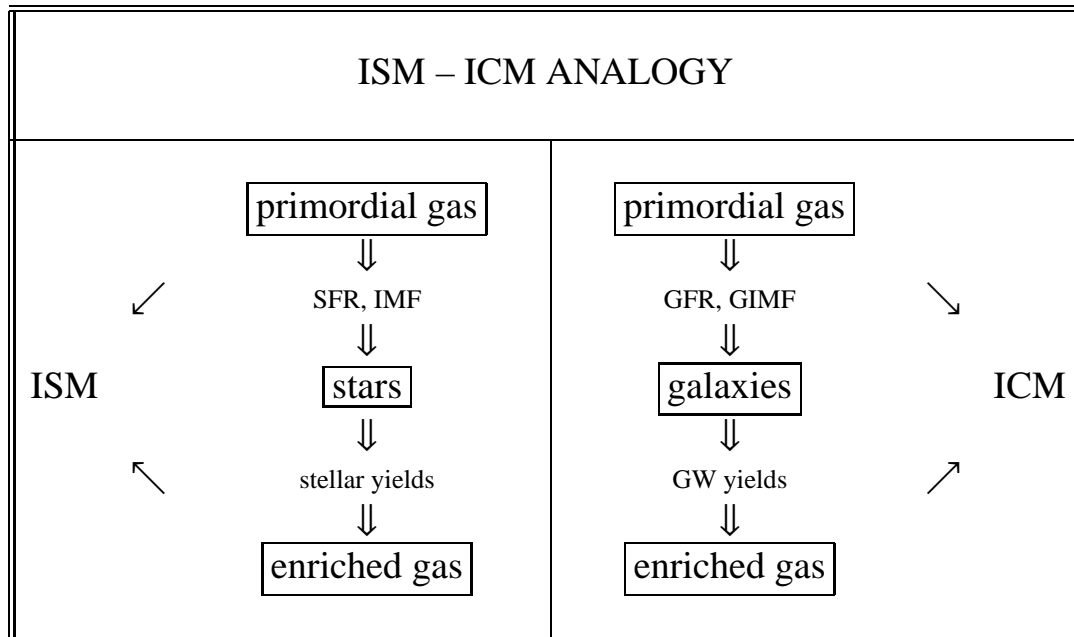 ISM – ICM ANALOGY
primordial gas
SFR, IMF
ISM
stars
stellar yields
enriched gas
primordial gas
GFR, GIMF
galaxies
ICM
GW yields
enriched gas